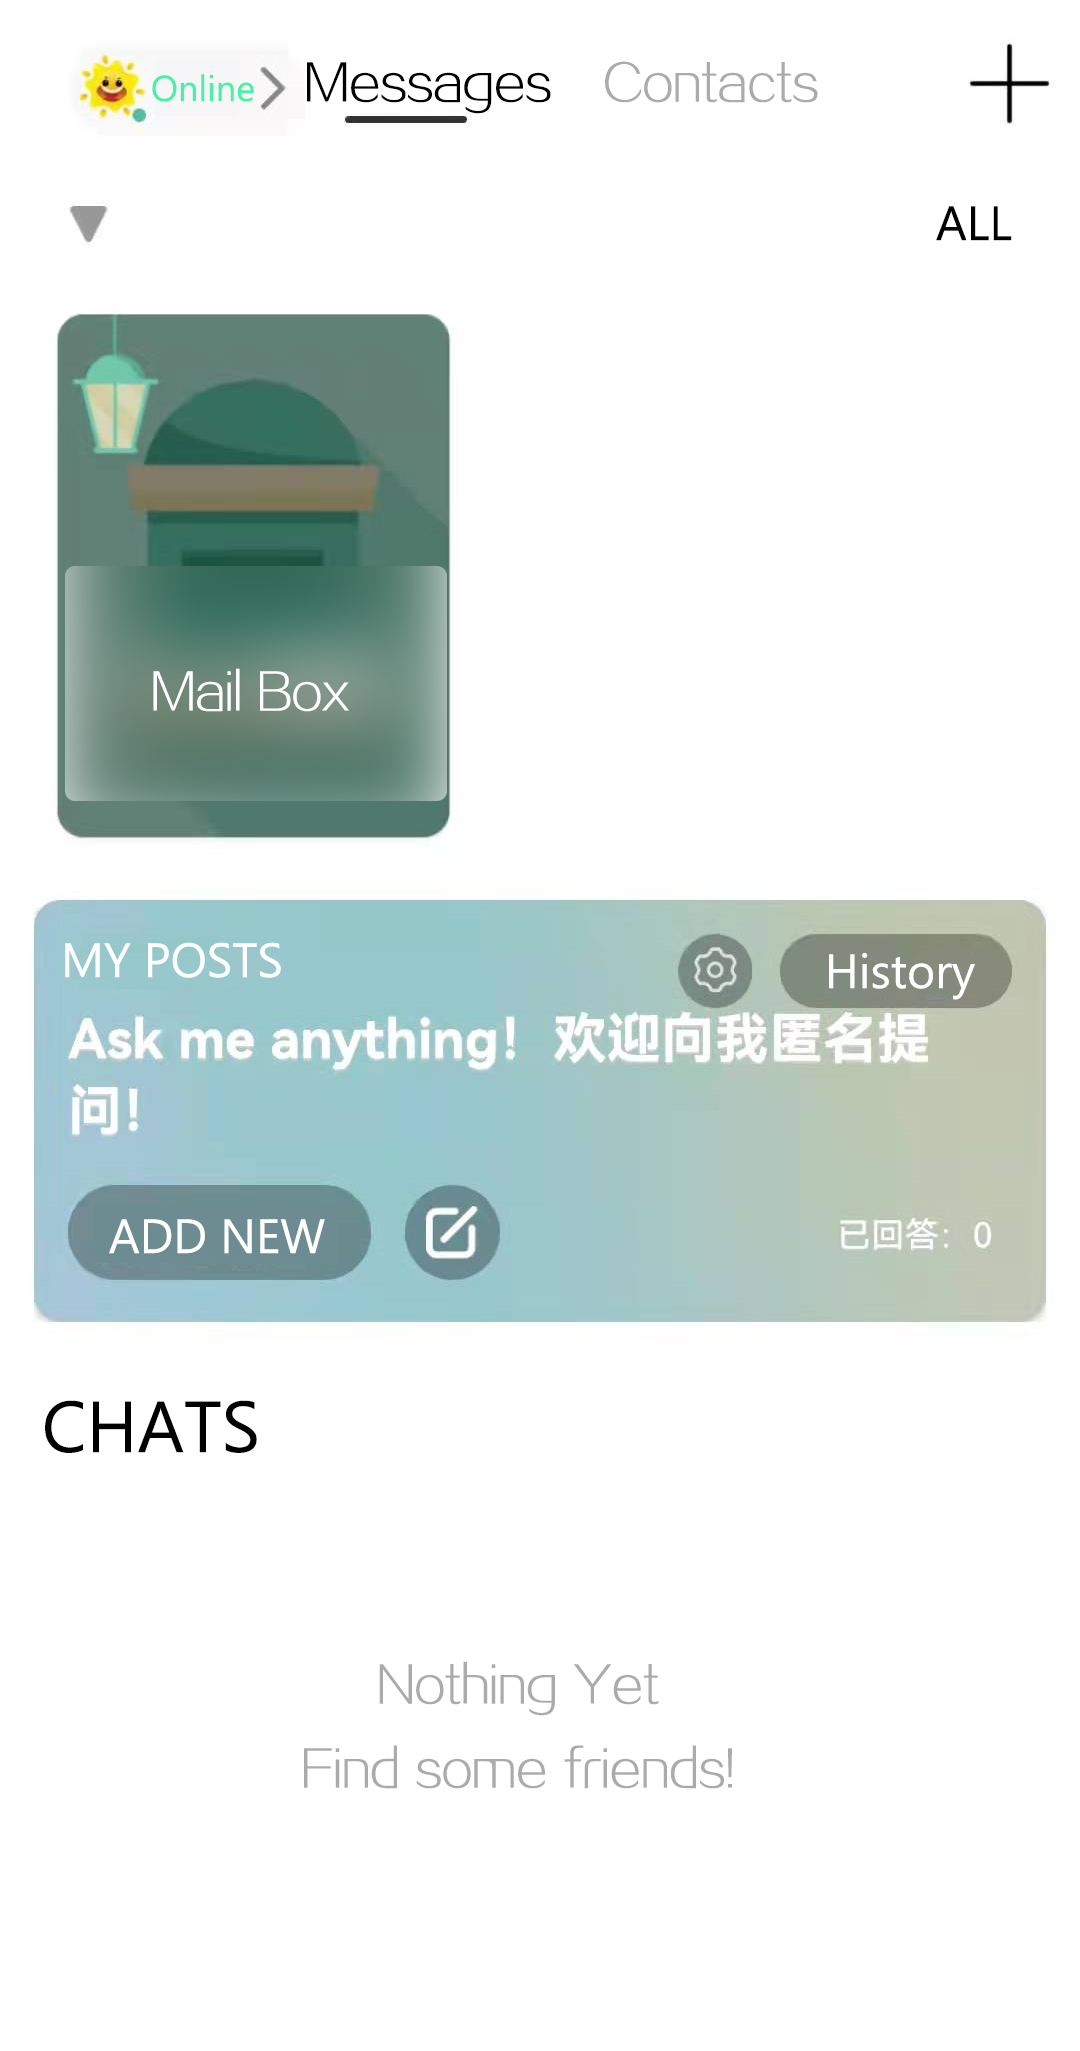 Online Messages Contacts
ALL
Mail Box
MY POSTS
History
Ask me anything！欢迎向我匿名提
问！
ADD NEW
已回答：0
CHATS
Nothing Yet
Find some friends!